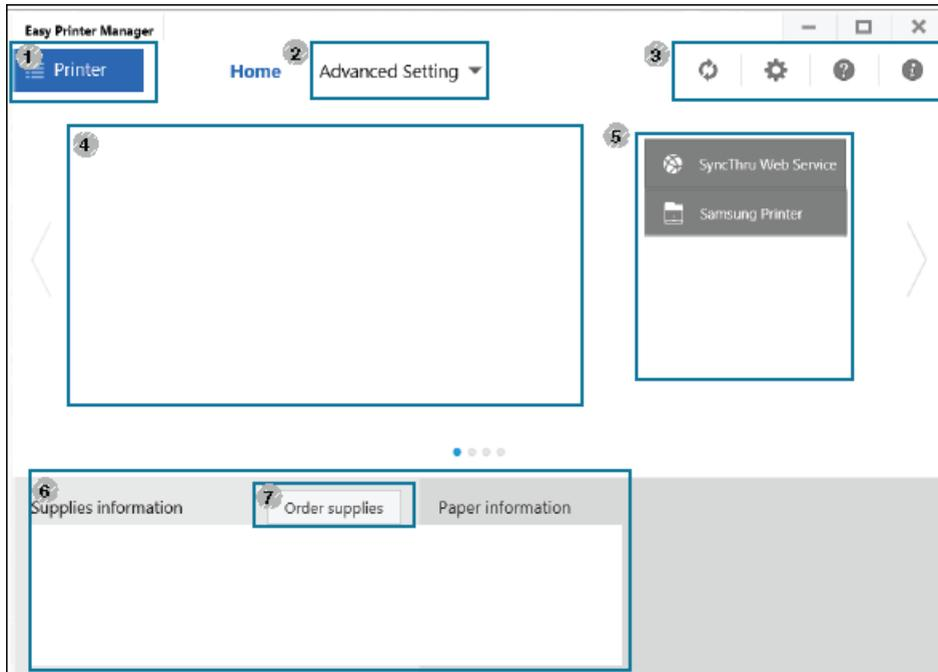 Easy Printer Manager
1
Printer
Home
2
Advanced Setting
3
4
5
SyncThru Web Service
Samsung Printer
6
Supplies information
7
Order supplies
Paper information